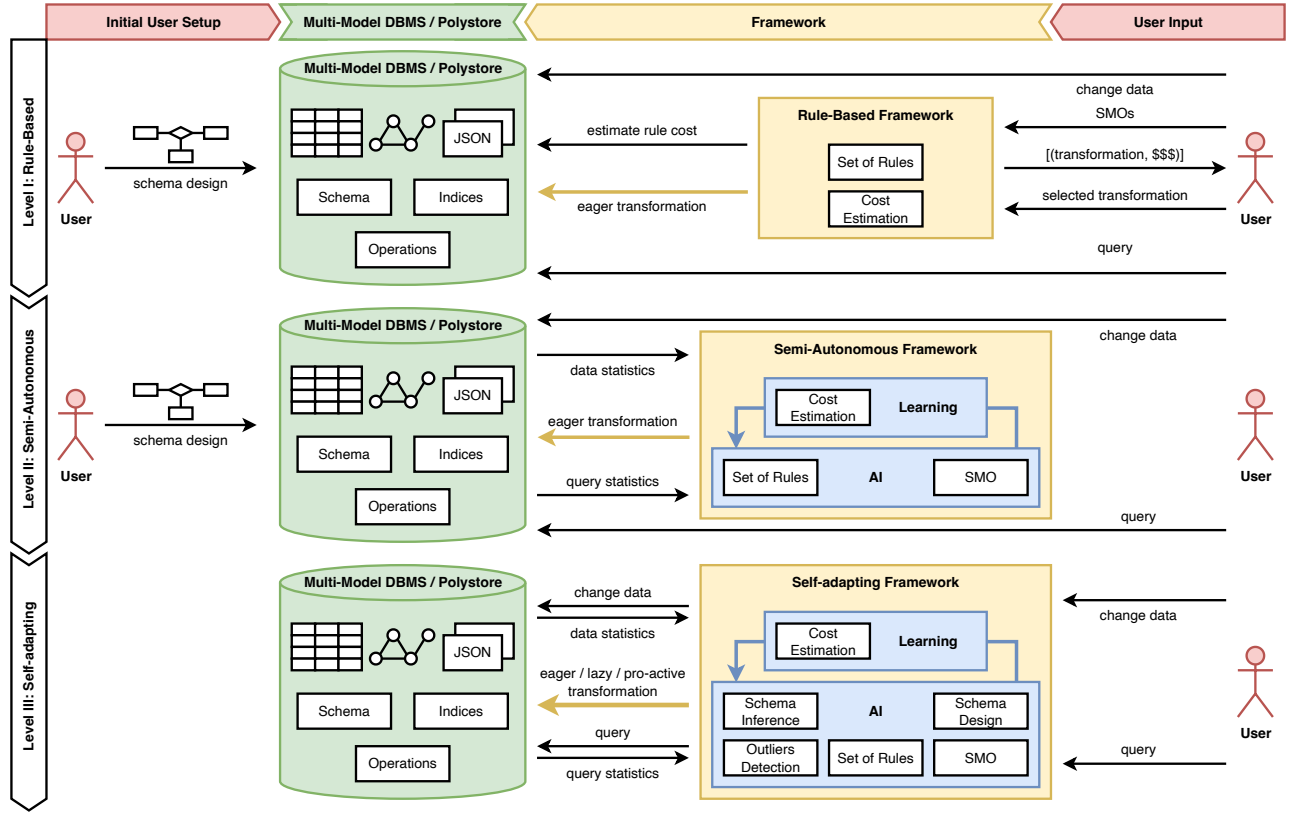 Initial User Setup
Multi-Model DBMS / Polystore
Framework
User Input
Level I: Rule-Based
User
schema design
Multi-Model DBMS / Polystore
JSON
Schema
Indices
Operations
estimate rule cost
eager transformation
Rule-Based Framework
Set of Rules
Cost
Estimation
change data
SMOs
[(transformation, $$$)]
selected transformation
query
User
Level II: Semi-Autonomous
User
schema design
Multi-Model DBMS / Polystore
JSON
Schema
Indices
Operations
data statistics
eager transformation
query statistics
Semi-Autonomous Framework
Cost
Estimation
Learning
Set of Rules
AI
SMO
change data
query
User
Level III: Self-adapting
Multi-Model DBMS / Polystore
JSON
Schema
Indices
Operations
change data
data statistics
eager / lazy / pro-active
transformation
query
query statistics
Self-adapting Framework
Cost
Estimation
Learning
Schema
Inference
AI
Schema
Design
Outliers
Detection
Set of Rules
SMO
change data
query
User